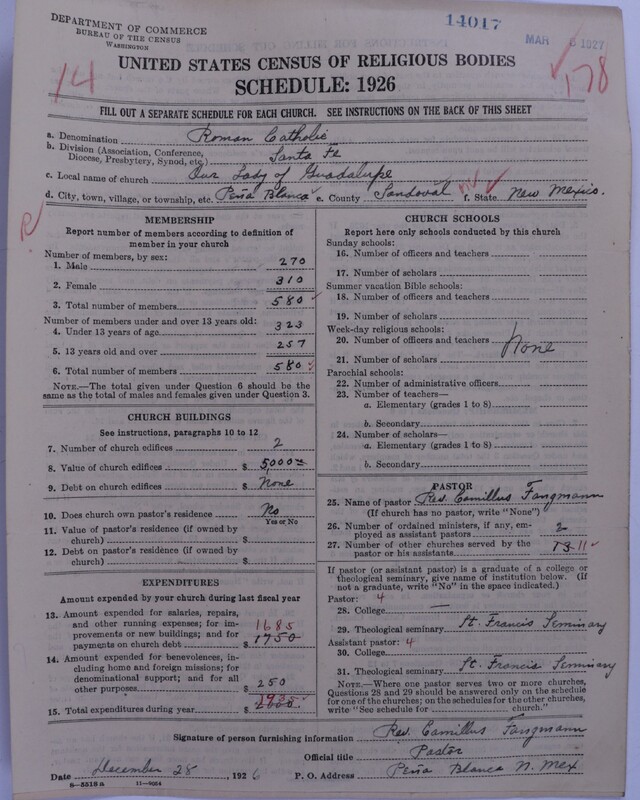 DEPARTMENT OF COMMERCE
BUREAU OF THE CENSUS
WASHINGTON
14017
MAR 6 1927
14
178
UNITED STATES CENSUS OF RELIGIOUS BODIES
SCHEDULE: 1926
FILL OUT A SEPARATE SCHEDULE FOR EACH CHURCH. SEE INSTRUCTIONS ON THE BACK OF THIS SHEET
a. Denomination Roman Catholic
b. Division (Association, Conference, Diocese, Presbytery, Synod, etc.) Santa Fe
c. Local name of church Our Lady of Guadalupe
d. City, town, village, or township, etc. Peña Blanca e. County Sandoval f. State New Mexico.
MEMBERSHIP
Report number of members according to definition of
member in your church
Number of members, by sex:
1. Male 270
2. Female 310
3. Total number of members 580
Number of members under and over 13 years old:
4. Under 13 years of age 323
5. 13 years old and over 257
6. Total number of members 580
NOTE.—The total given under Question 6 should be
same as the total of males and females given under Question 3.
CHURCH BUILDINGS
See instructions, paragraphs 10 to 12
7. Number of church edifices 2
8. Value of church edifices $ 5000
9. Debt on church edifices $ None
10. Does church own pastor's residence No
Yes or No
11. Value of pastor's residence (if owned by
church) $
12. Debt on pastor's residence (if owned by
church) $
EXPENDITURES
Amount expended by your church during last fiscal year
13. Amount expended for salaries, repairs,
and other running expenses; for im-
provements or new buildings; and for
payments on church debt $ 1685 1750
14. Amount expended for benevolences, in-
cluding home and foreign missions; for
denominational support; and for all
other purposes $ 250
15. Total expenditures during year $ 1935 2000
CHURCH SCHOOLS
Report here only schools conducted by this church
Sunday schools:
16. Number of officers and teachers
17. Number of scholars
Summer vacation Bible schools:
18. Number of officers and teachers
19. Number of scholars
Week-day religious schools:
20. Number of officers and teachers
21. Number of scholars
None
Parochial schools:
22. Number of administrative officers
23. Number of teachers—
a. Elementary (grades 1 to 8)
b. Secondary
24. Number of scholars—
a. Elementary (grades 1 to 8)
b. Secondary
PASTOR
25. Name of pastor Rev. Camillus Fangmann
(If church has no pastor, write "None")
26. Number of ordained ministers, if any, em-
ployed as assistant pastors 2
27. Number of other churches served by the
pastor or his assistants 13 11
If pastor (or assistant pastor) is a graduate of a college or
theological seminary, give name of institution below. (If
not a graduate, write "No" in the space indicated.)
Pastor: 4
28. College —
29. Theological seminary St. Francis Seminary
Assistant pastor: 4
30. College
31. Theological seminary St. Francis Seminary
NOTE.—Where one pastor serves two or more churches,
Questions 28 and 29 should be answered only on the schedule
for one of the churches; on the schedules for the other churches,
write "See schedule for church."
Signature of person furnishing information Rev. Camillus Fangmann
Official title Pastor
Date December 28, 1926 P. O. Address Peña Blanca N. Mex
8—5518 a 11—9014